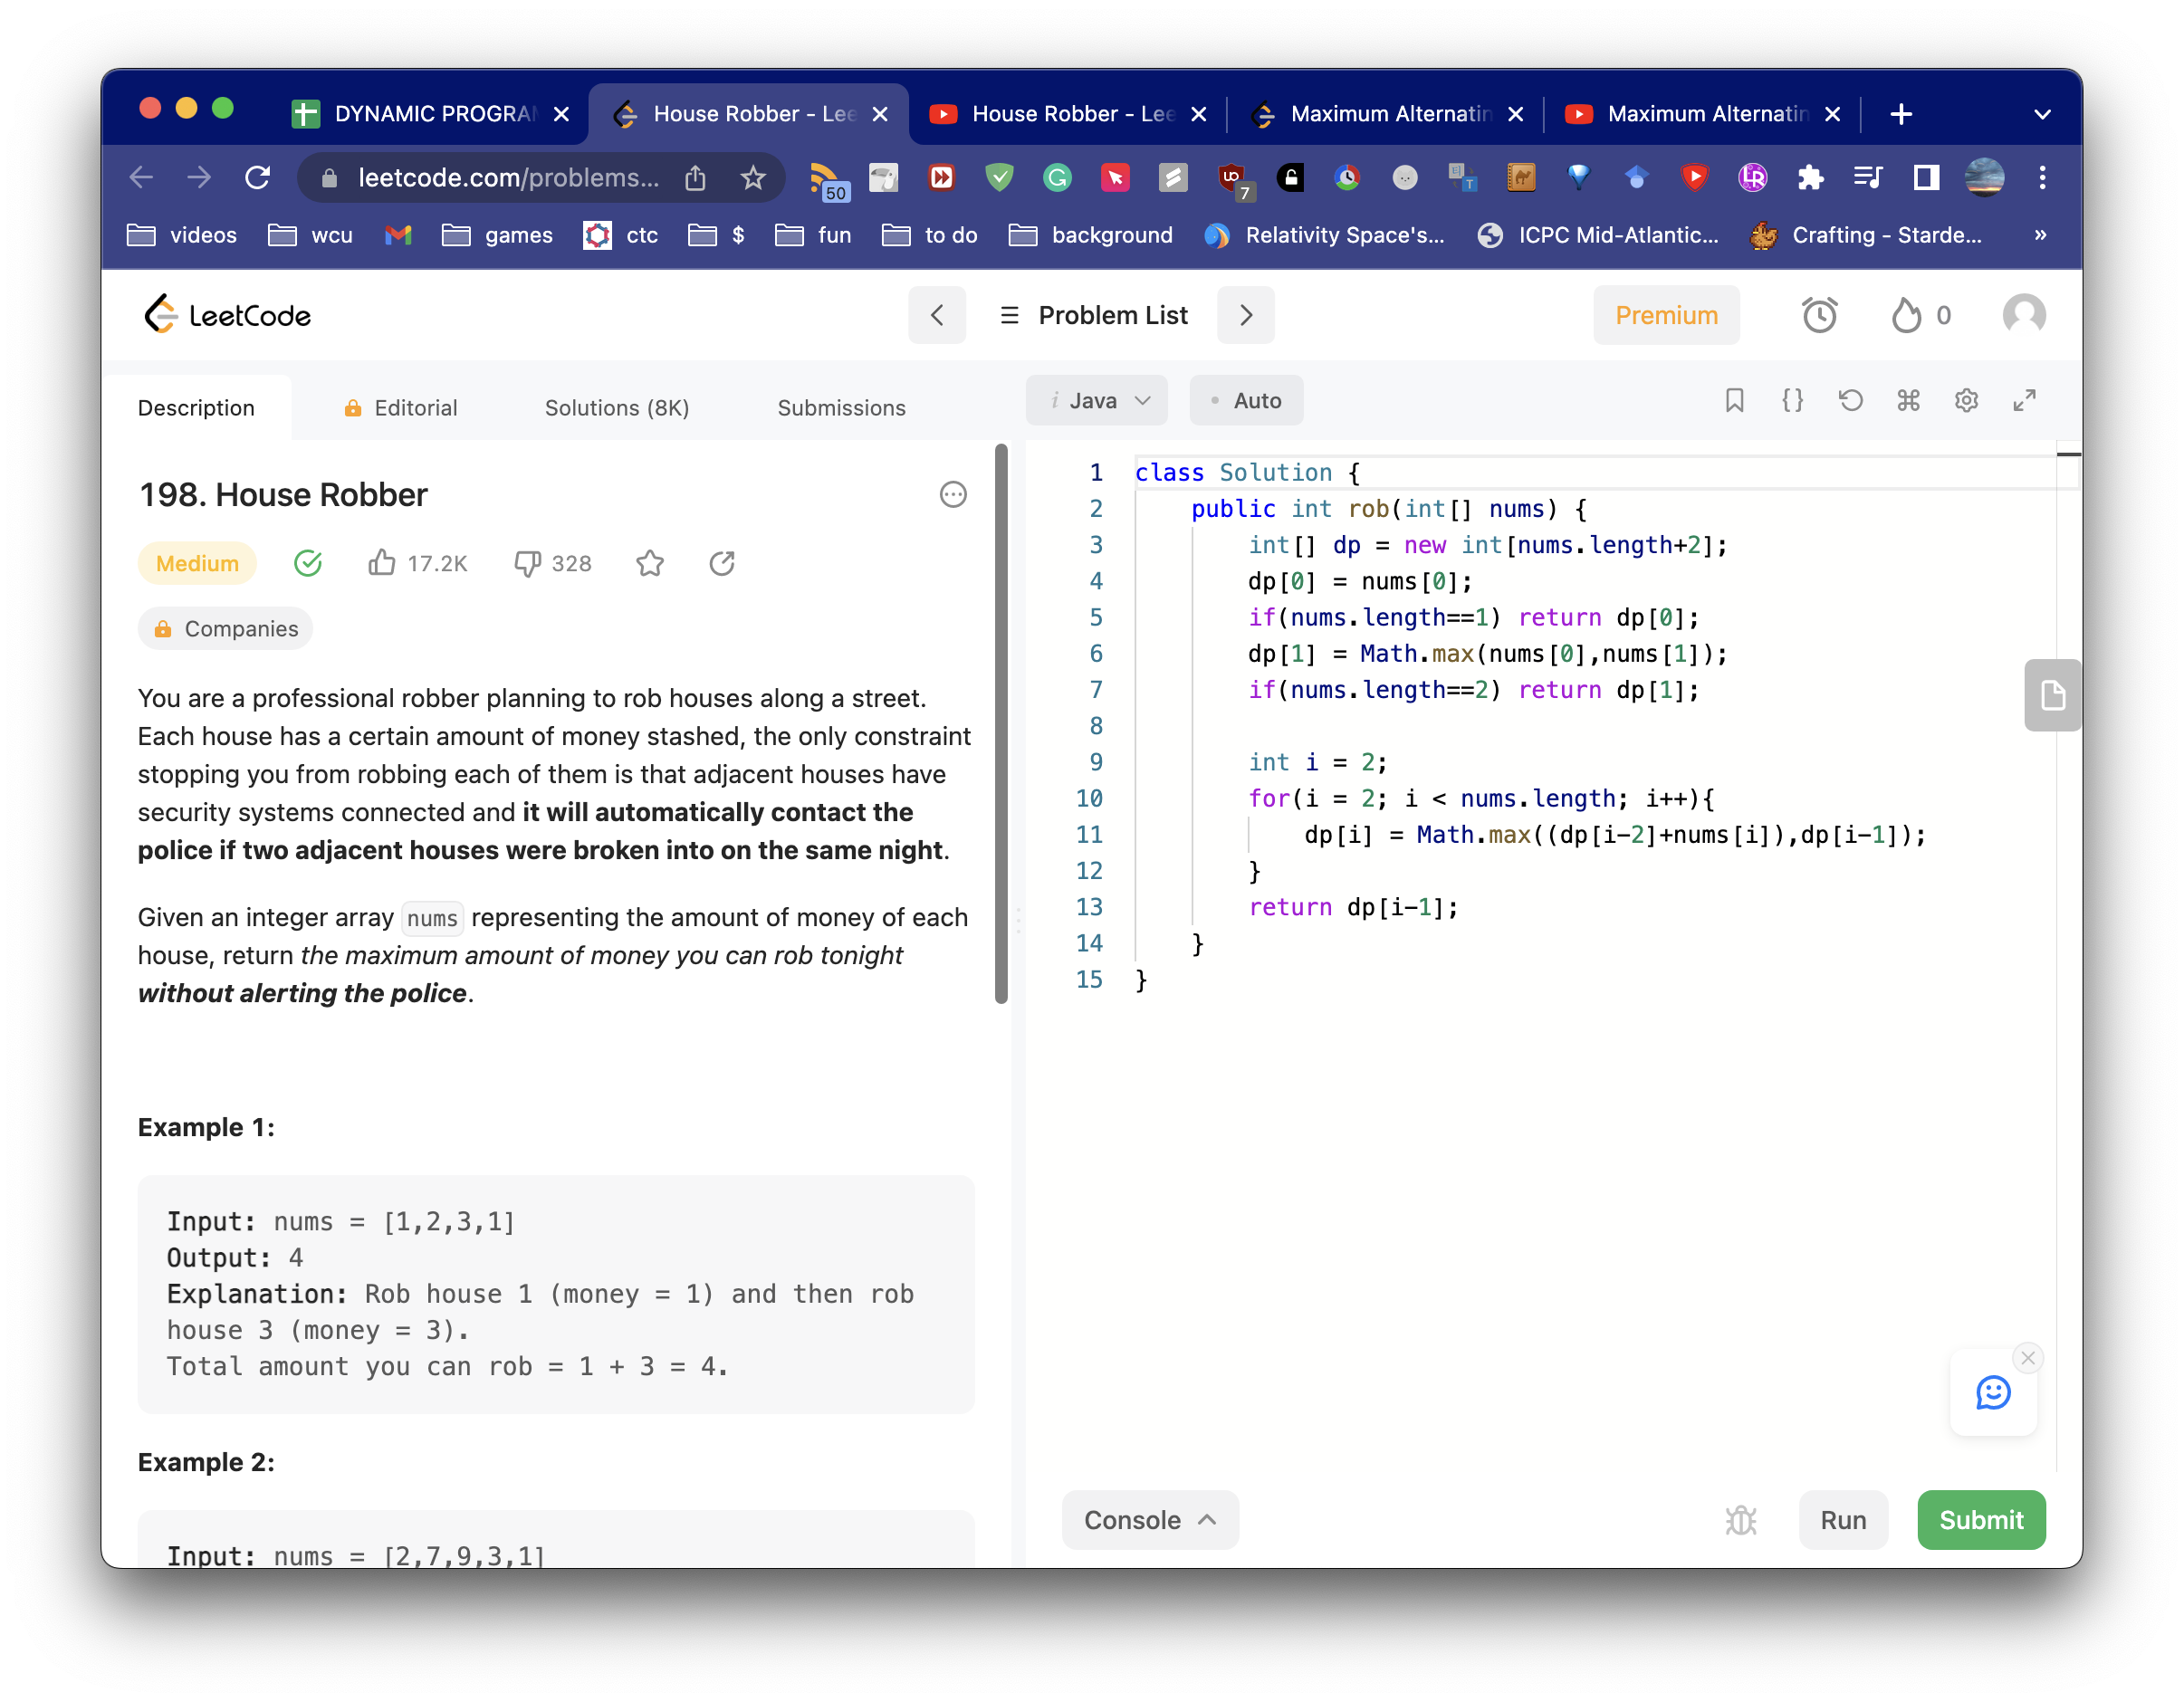 DYNAMIC PROGRA
House Robber - Lee
House Robber - Lee
Maximum Alternatin
Maximum Alternatin
leetcode.com/problems...
50
7
videos
wcu
games
ctc
$
fun
to do
background
Relativity Space's...
ICPC Mid-Atlantic...
Crafting - Starde...
»
LeetCode
Problem List
Premium
0
Description
Editorial
Solutions (8K)
Submissions
i Java
Auto
198. House Robber
Medium
17.2K
328
Companies
You are a professional robber planning to rob houses along a street.
Each house has a certain amount of money stashed, the only constraint
stopping you from robbing each of them is that adjacent houses have
security systems connected and it will automatically contact the
police if two adjacent houses were broken into on the same night.
Given an integer array nums representing the amount of money of each
house, return the maximum amount of money you can rob tonight
without alerting the police.
Example 1:
Input: nums = [1,2,3,1]
Output: 4
Explanation: Rob house 1 (money = 1) and then rob
house 3 (money = 3).
Total amount you can rob = 1 + 3 = 4.
Example 2:
Input: nums = [2,7,9,3,1]
1 class Solution {
2 public int rob(int[] nums) {
3 int[] dp = new int[nums.length+2];
4 dp[0] = nums[0];
5 if(nums.length==1) return dp[0];
6 dp[1] = Math.max(nums[0],nums[1]);
7 if(nums.length==2) return dp[1];
8
9 int i = 2;
10 for(i = 2; i < nums.length; i++){
11 dp[i] = Math.max((dp[i-2]+nums[i]),dp[i-1]);
12 }
13 return dp[i-1];
14 }
15 }
Console
Run
Submit